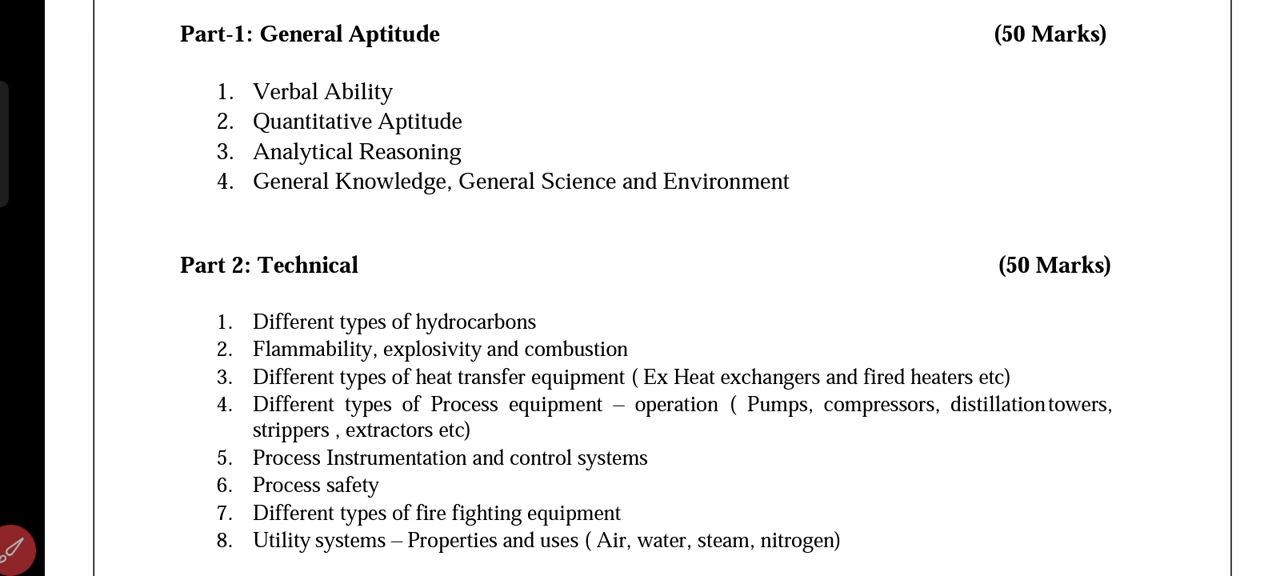 Part-1: General Aptitude (50 Marks)
1. Verbal Ability
2. Quantitative Aptitude
3. Analytical Reasoning
4. General Knowledge, General Science and Environment
Part 2: Technical (50 Marks)
1. Different types of hydrocarbons
2. Flammability, explosivity and combustion
3. Different types of heat transfer equipment ( Ex Heat exchangers and fired heaters etc)
4. Different types of Process equipment – operation ( Pumps, compressors, distillation towers,
strippers , extractors etc)
5. Process Instrumentation and control systems
6. Process safety
7. Different types of fire fighting equipment
8. Utility systems – Properties and uses ( Air, water, steam, nitrogen)